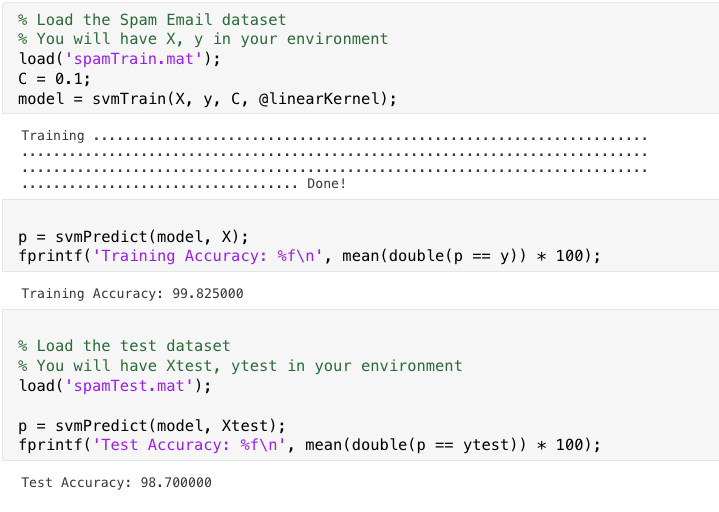 % Load the Spam Email dataset
% You will have X, y in your environment
load('spamTrain.mat');
C = 0.1;
model = svmTrain(X, y, C, @linearKernel);
Training ......................................................................
...............................................................................
...............................................................................
................................... Done!
p = svmPredict(model, X);
fprintf('Training Accuracy: %f\n', mean(double(p == y)) * 100);
Training Accuracy: 99.825000
% Load the test dataset
% You will have Xtest, ytest in your environment
load('spamTest.mat');
p = svmPredict(model, Xtest);
fprintf('Test Accuracy: %f\n', mean(double(p == ytest)) * 100);
Test Accuracy: 98.700000